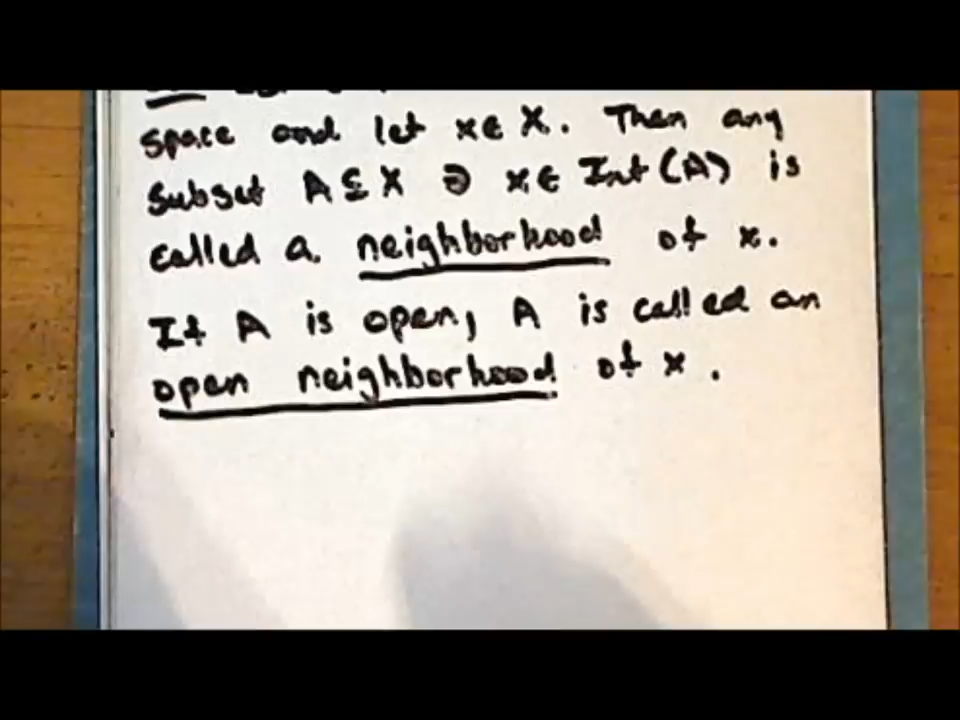 space and let x ∈ X. Then any
subset A ⊆ X ∋ x ∈ Int(A) is
called a neighborhood of x.
If A is open, A is called an
open neighborhood of x.